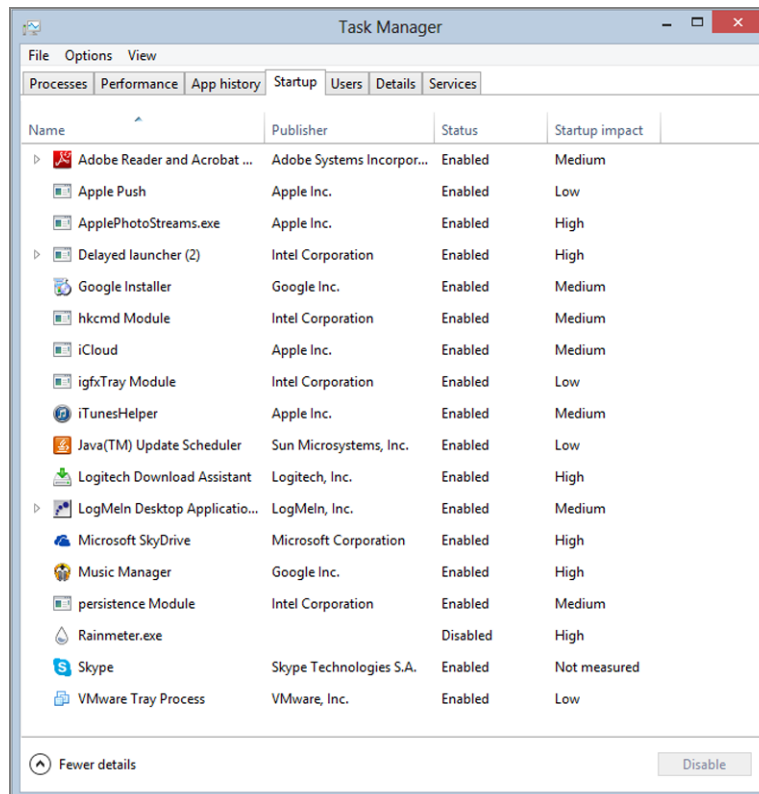 Task Manager
File Options View
Processes Performance App history Startup Users Details Services
Name Publisher Status Startup impact
Adobe Reader and Acrobat ... Adobe Systems Incorpor... Enabled Medium
Apple Push Apple Inc. Enabled Low
ApplePhotoStreams.exe Apple Inc. Enabled High
Delayed launcher (2) Intel Corporation Enabled High
Google Installer Google Inc. Enabled Medium
hkcmd Module Intel Corporation Enabled Medium
iCloud Apple Inc. Enabled Medium
igfxTray Module Intel Corporation Enabled Low
iTunesHelper Apple Inc. Enabled Medium
Java(TM) Update Scheduler Sun Microsystems, Inc. Enabled Low
Logitech Download Assistant Logitech, Inc. Enabled High
LogMeIn Desktop Applicatio... LogMeIn, Inc. Enabled Medium
Microsoft SkyDrive Microsoft Corporation Enabled High
Music Manager Google Inc. Enabled High
persistence Module Intel Corporation Enabled Medium
Rainmeter.exe Disabled High
Skype Skype Technologies S.A. Enabled Not measured
VMware Tray Process VMware, Inc. Enabled Low
Fewer details Disable